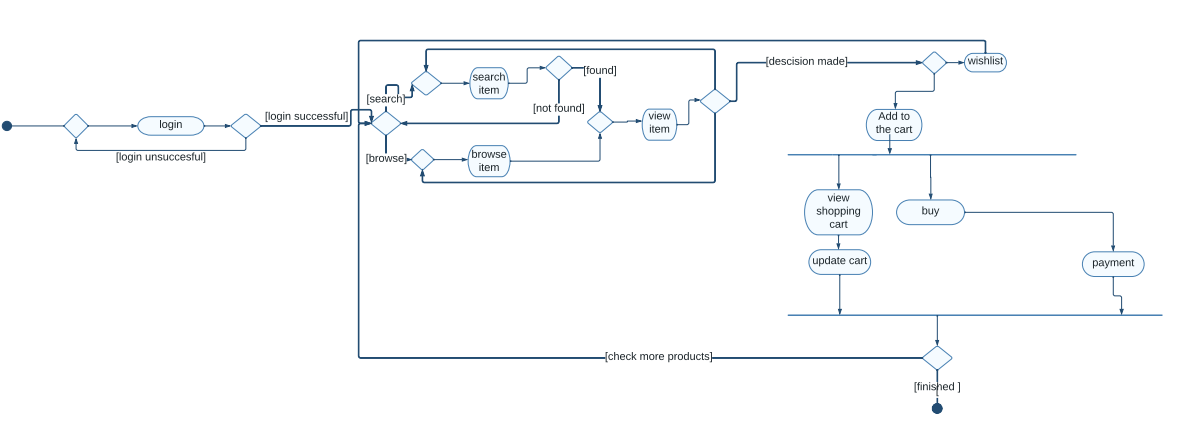 login
[login successful]
[login unsuccesful]
[search]
search
item
[found]
[not found]
[browse]
browse
item
view
item
[descision made]
wishlist
Add to
the cart
view
shopping
cart
buy
update cart
payment
[check more products]
[finished ]